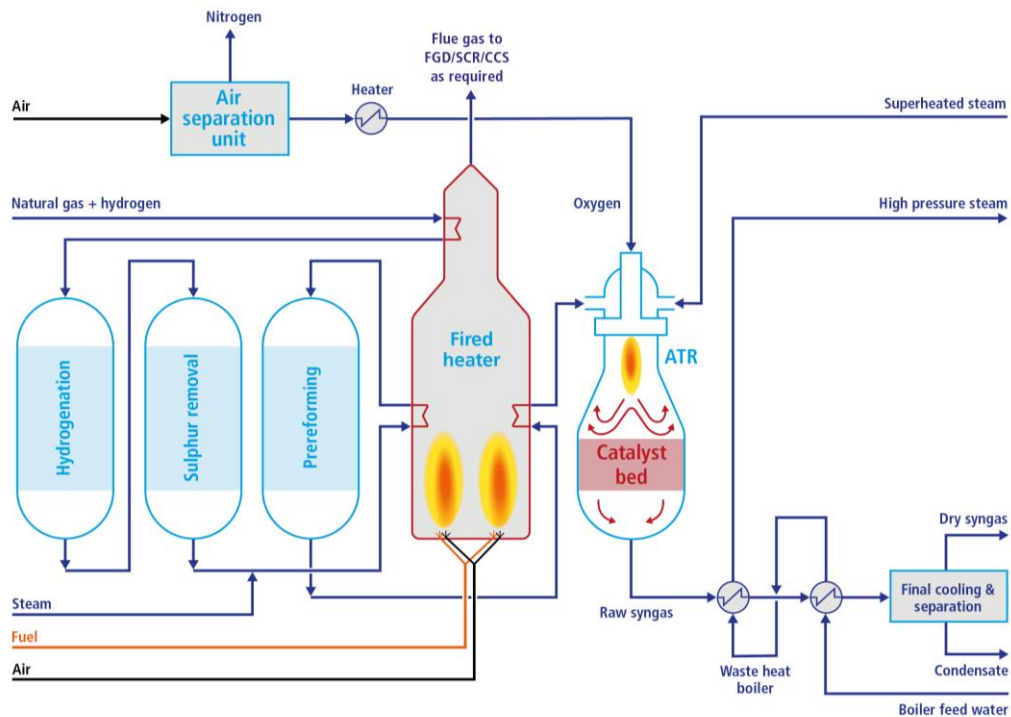 Nitrogen
Flue gas to
FGD/SCR/CCS
as required
Air
Air
separation
unit
Heater
Superheated steam
Natural gas + hydrogen
Oxygen
High pressure steam
Hydrogenation
Sulphur removal
Prereforming
Fired
heater
ATR
Catalyst
bed
Dry syngas
Final cooling &
separation
Steam
Raw syngas
Fuel
Air
Waste heat
boiler
Condensate
Boiler feed water